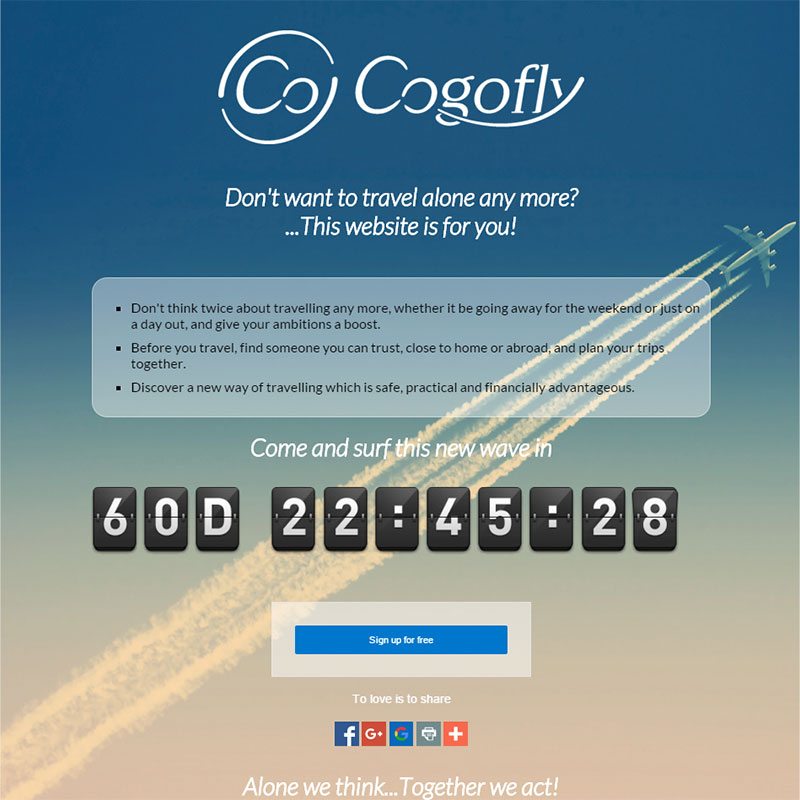 Co Cogofly
Don't want to travel alone any more?
...This website is for you!
Don't think twice about travelling any more, whether it be going away for the weekend or just on
a day out, and give your ambitions a boost.
Before you travel, find someone you can trust, close to home or abroad, and plan your trips
together.
Discover a new way of travelling which is safe, practical and financially advantageous.
Come and surf this new wave in
60D 22:45:28
Sign up for free
To love is to share
f G+ G
Alone we think...Together we act!